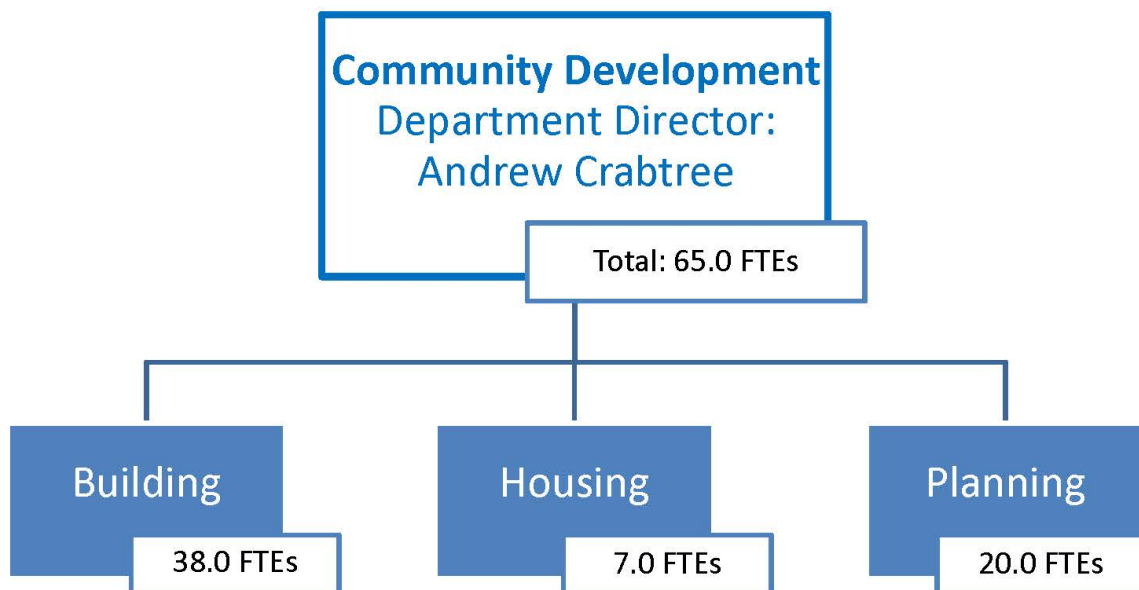 Community Development
Department Director:
Andrew Crabtree
Total: 65.0 FTEs
Building
38.0 FTEs
Housing
7.0 FTEs
Planning
20.0 FTEs